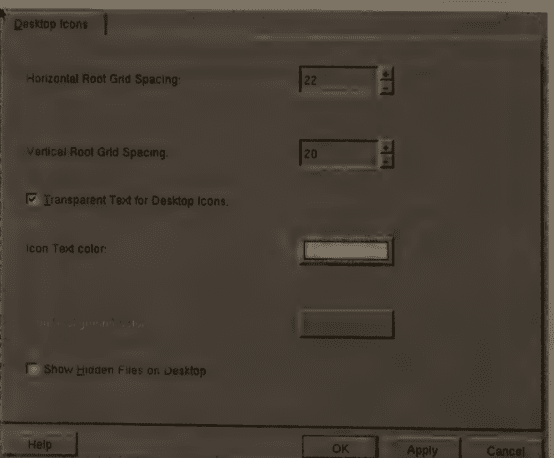 Desktop Icons
Horizontal Root Grid Spacing:
22
+
-
Vertical Root Grid Spacing:
20
+
-
Transparent Text for Desktop Icons.
Icon Text color:
Show Hidden Files on Desktop
Help
OK
Apply
Cancel